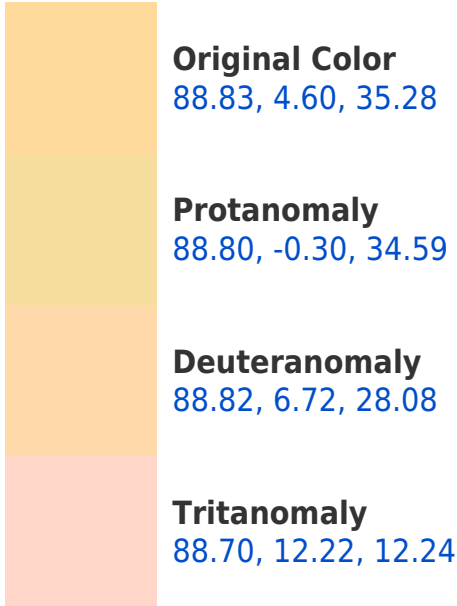 Original Color
88.83, 4.60, 35.28
Protanomaly
88.80, -0.30, 34.59
Deuteranomaly
88.82, 6.72, 28.08
Tritanomaly
88.70, 12.22, 12.24